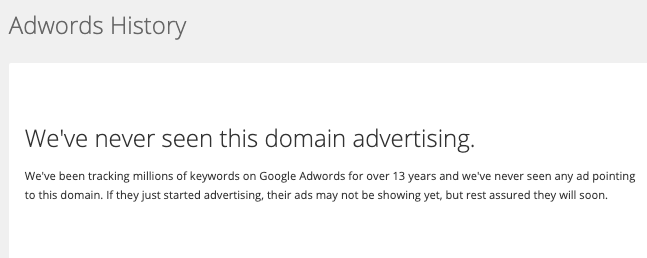 Adwords History
We've never seen this domain advertising.
We've been tracking millions of keywords on Google Adwords for over 13 years and we've never seen any ad pointing
to this domain. If they just started advertising, their ads may not be showing yet, but rest assured they will soon.